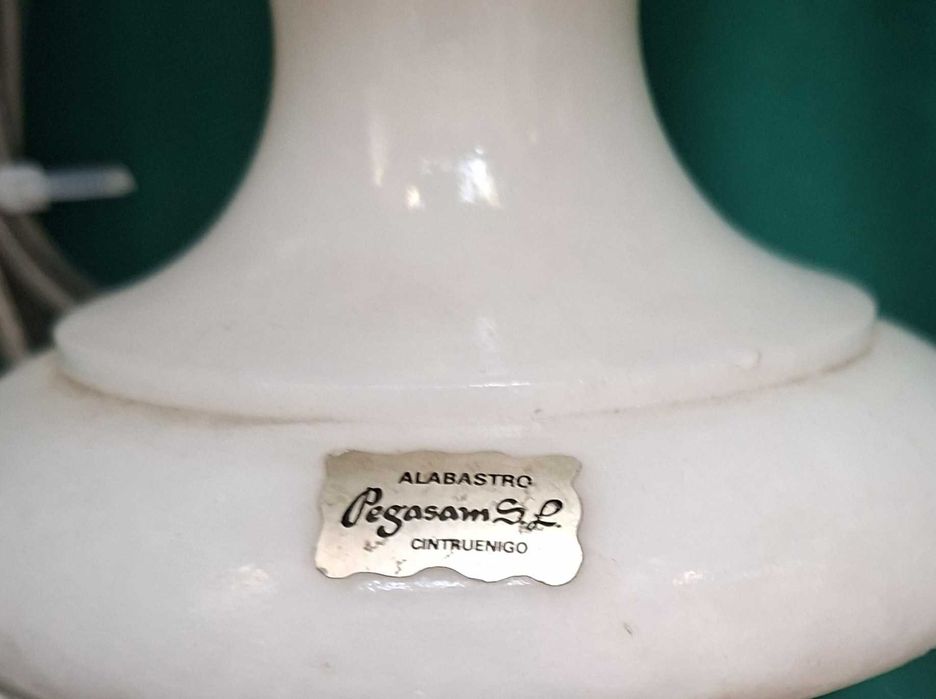 ALABASTRO
Pegasam S.L.
CINTRUENIGO